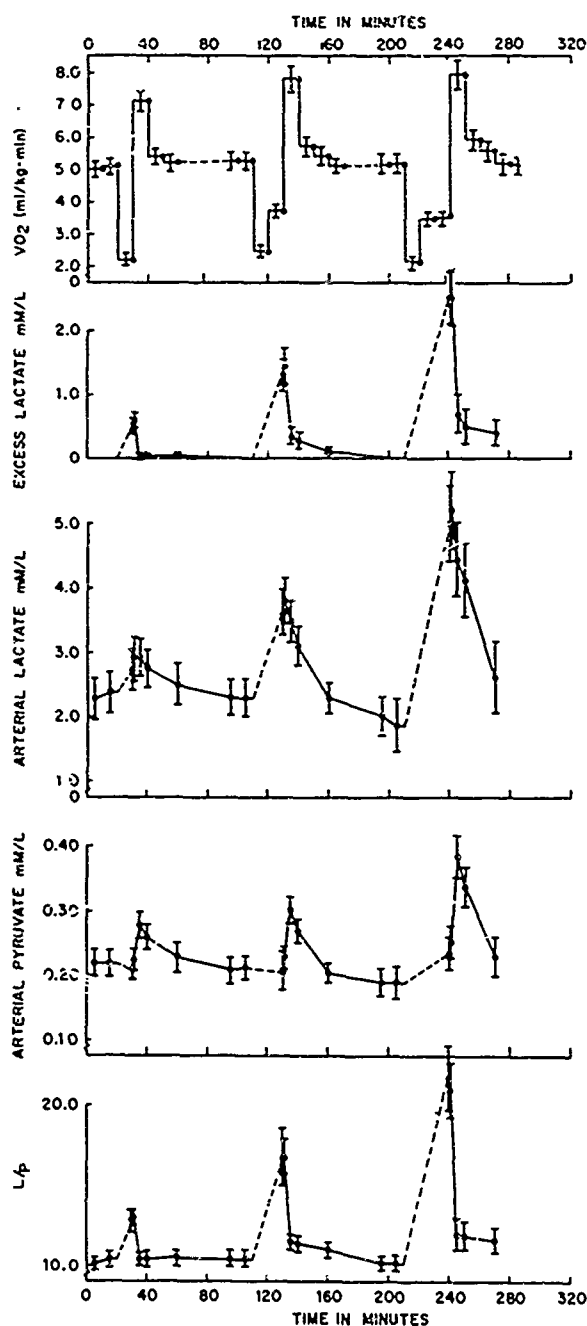 TIME IN MINUTES
0 40 80 120 160 200 240 280 320
8.0
7.0
6.0
5.0
4.0
3.0
2.0
0
VO2 (ml/kg-min)
2.0
1.0
0
EXCESS LACTATE mM/L
5.0
4.0
3.0
2.0
1.0
0
ARTERIAL LACTATE mM/L
0.40
0.30
0.20
0.10
ARTERIAL PYRUVATE mM/L
20.0
10.0
L/P
0 40 80 120 160 200 240 280 320
TIME IN MINUTES